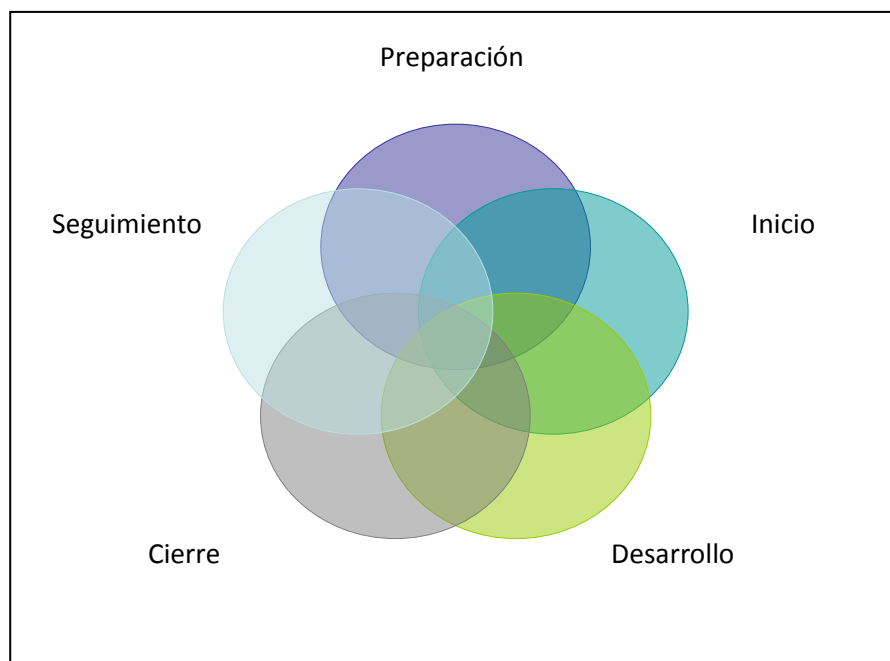 Preparación
Seguimiento
Inicio
Cierre
Desarrollo